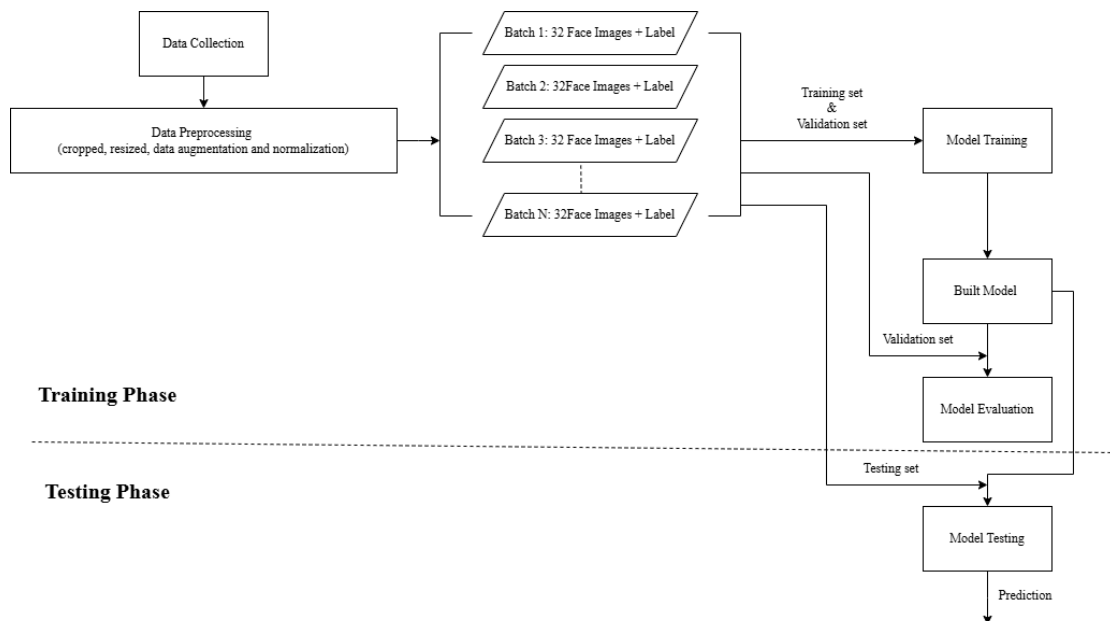 Data Collection
Data Preprocessing
(cropped, resized, data augmentation and normalization)
Batch 1: 32 Face Images + Label
Batch 2: 32Face Images + Label
Batch 3: 32 Face Images + Label
Batch N: 32Face Images + Label
Training set
&
Validation set
Model Training
Built Model
Validation set
Model Evaluation
Training Phase
Testing Phase
Testing set
Model Testing
Prediction